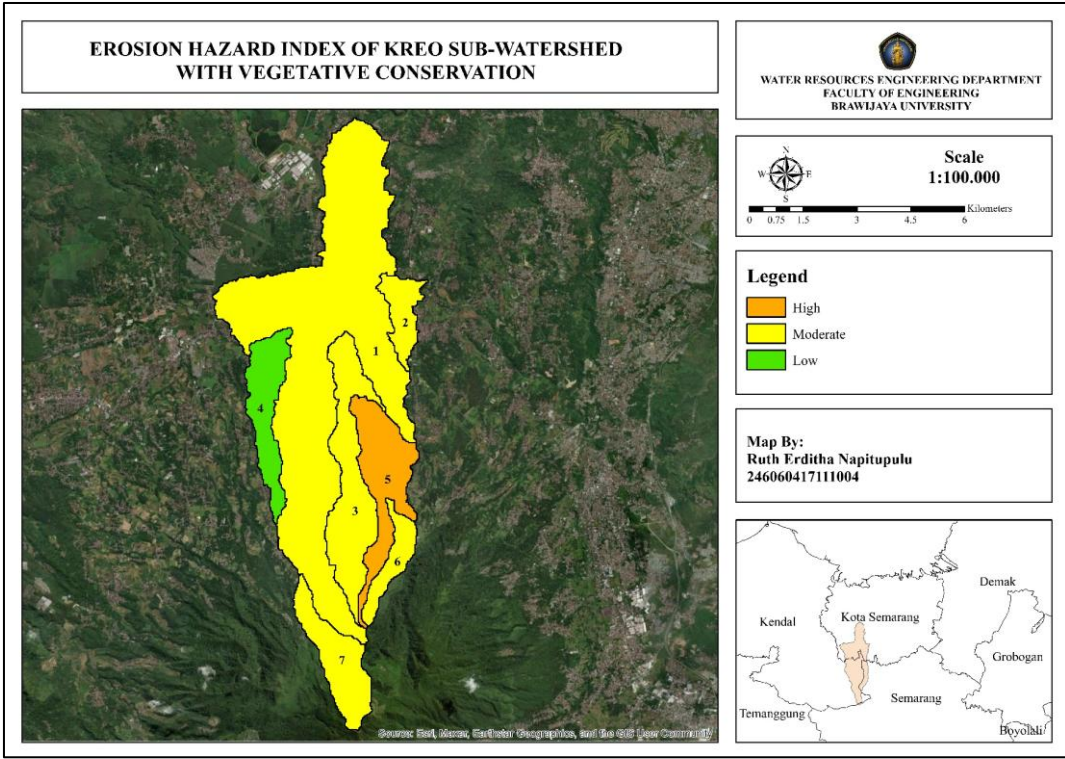 EROSION HAZARD INDEX OF KREO SUB-WATERSHED
WITH VEGETATIVE CONSERVATION
WATER RESOURCES ENGINEERING DEPARTMENT
FACULTY OF ENGINEERING
BRAWIJAYA UNIVERSITY
N
W E
S
Scale
1:100.000
Kilometers
0 0.75 1.5 3 4.5 6
Legend
High
Moderate
Low
Map By:
Ruth Erditha Napitupulu
246060417111004
2
1
4
5
3
6
7
Source: Esri, Maxar, Earthstar Geographics, and the GIS User Community
Demak
Kendal
Kota Semarang
Grobogan
Semarang
Temanggung
Boyolali